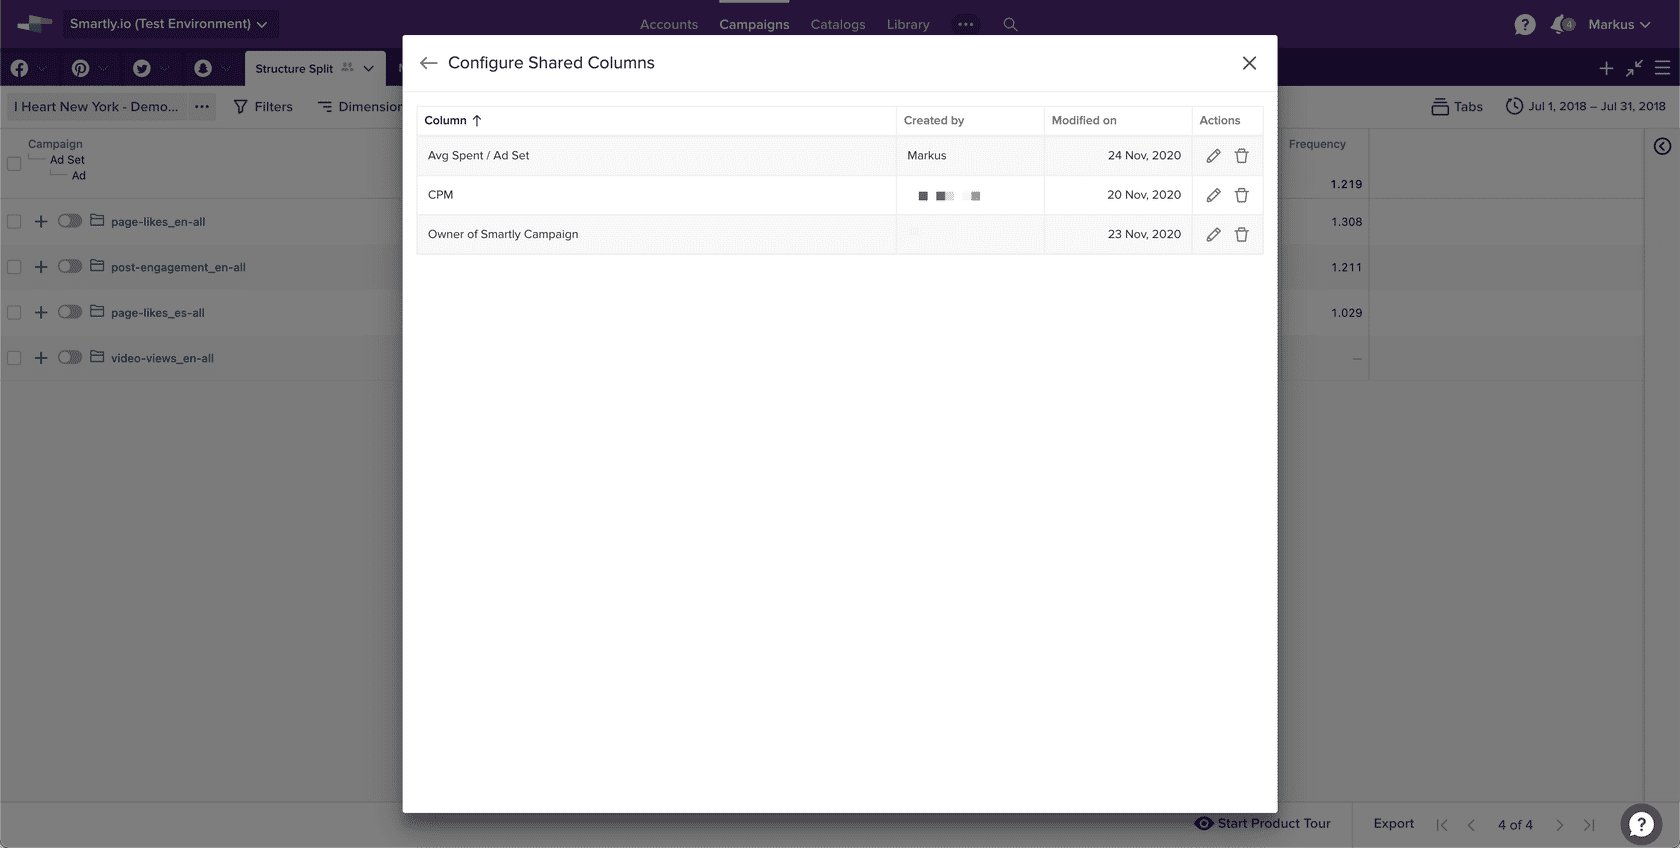 Smartly.io (Test Environment)
Accounts
Campaigns
Catalogs
Library
4
Markus
Structure Split
I Heart New York - Demo...
Filters
Dimension
Tabs
Jul 1, 2018 – Jul 31, 2018
Configure Shared Columns
Column
Created by
Modified on
Actions
Avg Spent / Ad Set
Markus
24 Nov, 2020
CPM
20 Nov, 2020
Owner of Smartly Campaign
23 Nov, 2020
Campaign
Ad Set
Ad
Frequency
1.219
page-likes_en-all
1.308
post-engagement_en-all
1.211
page-likes_es-all
1.029
video-views_en-all
—
Start Product Tour
Export
4 of 4